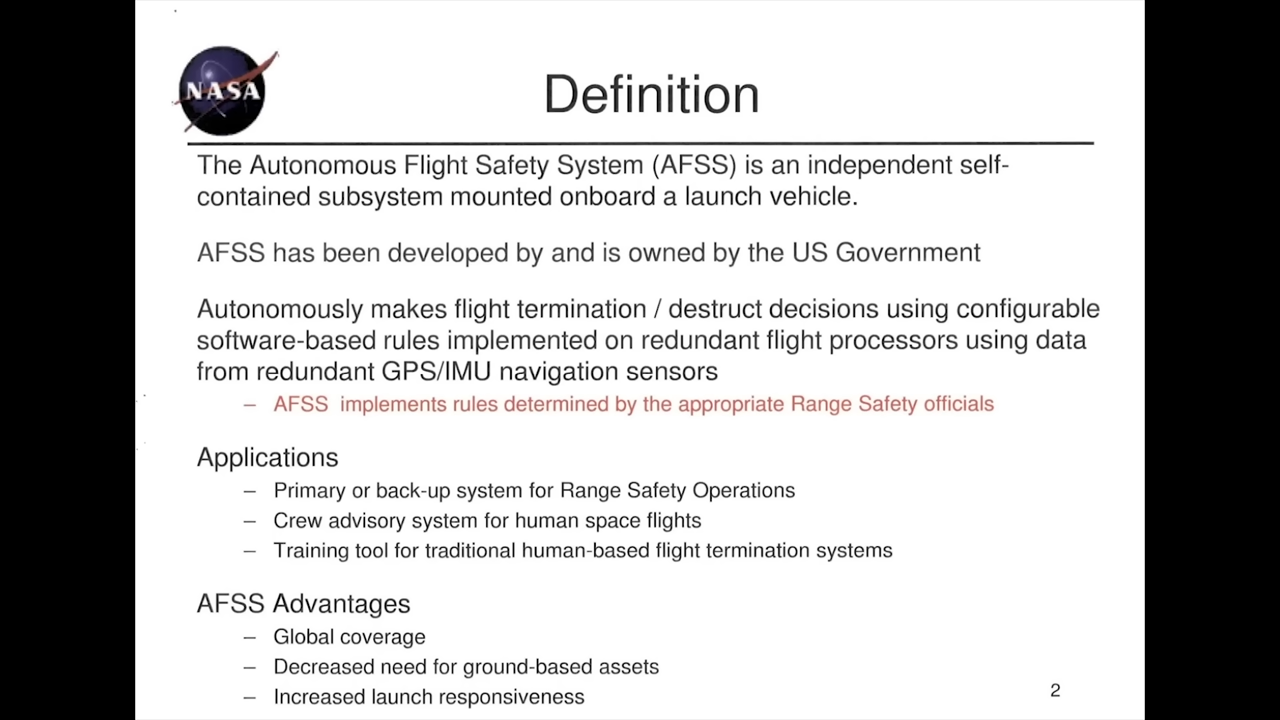 NASA
Definition
The Autonomous Flight Safety System (AFSS) is an independent self-
contained subsystem mounted onboard a launch vehicle.
AFSS has been developed by and is owned by the US Government
Autonomously makes flight termination / destruct decisions using configurable
software-based rules implemented on redundant flight processors using data
from redundant GPS/IMU navigation sensors
– AFSS implements rules determined by the appropriate Range Safety officials
Applications
– Primary or back-up system for Range Safety Operations
– Crew advisory system for human space flights
– Training tool for traditional human-based flight termination systems
AFSS Advantages
– Global coverage
– Decreased need for ground-based assets
– Increased launch responsiveness
2